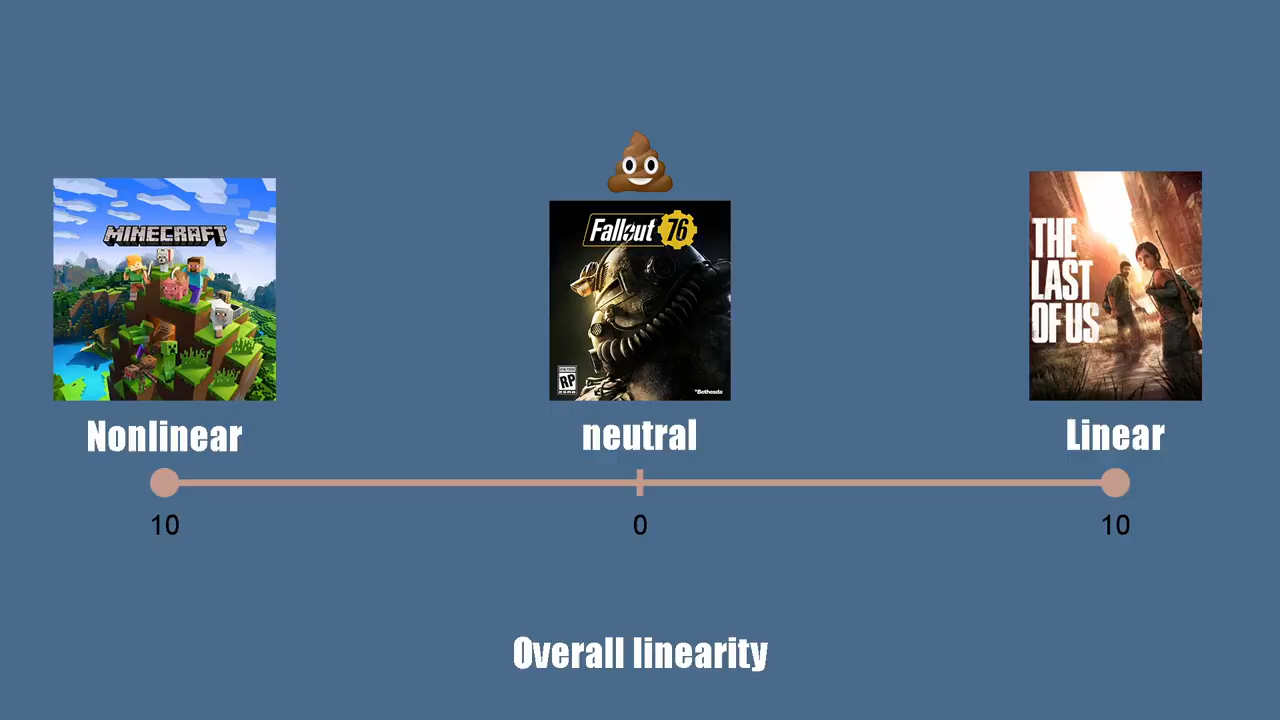 MINECRAFT
Fallout 76
RP
Bethesda
THE
LAST
OF US
Nonlinear
neutral
Linear
10
0
10
Overall linearity